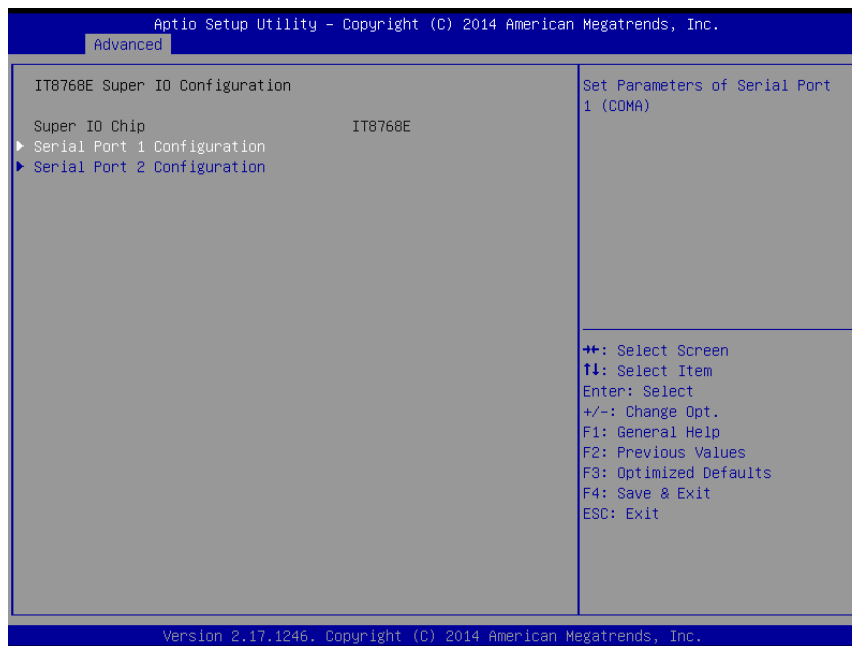 Aptio Setup Utility – Copyright (C) 2014 American Megatrends, Inc.
Advanced
IT8768E Super IO Configuration
Super IO Chip IT8768E
Serial Port 1 Configuration
Serial Port 2 Configuration
Set Parameters of Serial Port
1 (COMA)
→←: Select Screen
↑↓: Select Item
Enter: Select
+/-: Change Opt.
F1: General Help
F2: Previous Values
F3: Optimized Defaults
F4: Save & Exit
ESC: Exit
Version 2.17.1246. Copyright (C) 2014 American Megatrends, Inc.